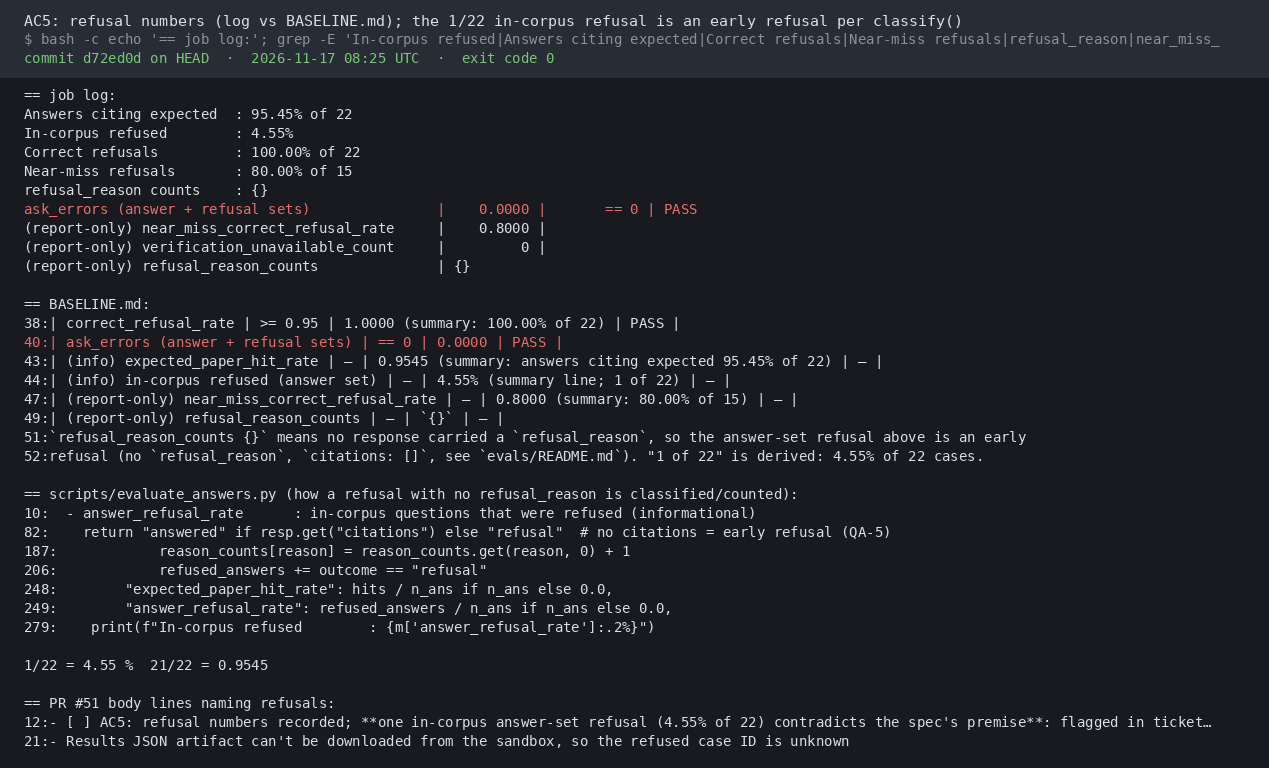 AC5: refusal numbers (log vs BASELINE.md); the 1/22 in-corpus refusal is an early refusal per classify()
$ bash -c echo '== job log:'; grep -E 'In-corpus refused|Answers citing expected|Correct refusals|Near-miss refusals|refusal_reason|near_miss_
commit d72ed0d on HEAD  ·  2026-11-17 08:25 UTC  ·  exit code 0
== job log:
Answers citing expected  : 95.45% of 22
In-corpus refused        : 4.55%
Correct refusals         : 100.00% of 22
Near-miss refusals       : 80.00% of 15
refusal_reason counts    : {}
ask_errors (answer + refusal sets)               |    0.0000 |       == 0 | PASS
(report-only) near_miss_correct_refusal_rate     |    0.8000 |
(report-only) verification_unavailable_count     |         0 |
(report-only) refusal_reason_counts              | {}
== BASELINE.md:
38:| correct_refusal_rate | >= 0.95 | 1.0000 (summary: 100.00% of 22) | PASS |
40:| ask_errors (answer + refusal sets) | == 0 | 0.0000 | PASS |
43:| (info) expected_paper_hit_rate | — | 0.9545 (summary: answers citing expected 95.45% of 22) | — |
44:| (info) in-corpus refused (answer set) | — | 4.55% (summary line; 1 of 22) | — |
47:| (report-only) near_miss_correct_refusal_rate | — | 0.8000 (summary: 80.00% of 15) | — |
49:| (report-only) refusal_reason_counts | — | `{}` | — |
51:`refusal_reason_counts {}` means no response carried a `refusal_reason`, so the answer-set refusal above is an early
52:refusal (no `refusal_reason`, `citations: []`, see `evals/README.md`). "1 of 22" is derived: 4.55% of 22 cases.
== scripts/evaluate_answers.py (how a refusal with no refusal_reason is classified/counted):
10:  - answer_refusal_rate      : in-corpus questions that were refused (informational)
82:    return "answered" if resp.get("citations") else "refusal"  # no citations = early refusal (QA-5)
187:            reason_counts[reason] = reason_counts.get(reason, 0) + 1
206:            refused_answers += outcome == "refusal"
248:        "expected_paper_hit_rate": hits / n_ans if n_ans else 0.0,
249:        "answer_refusal_rate": refused_answers / n_ans if n_ans else 0.0,
279:    print(f"In-corpus refused        : {m['answer_refusal_rate']:.2%}")
1/22 = 4.55 %  21/22 = 0.9545
== PR #51 body lines naming refusals:
12:- [ ] AC5: refusal numbers recorded; **one in-corpus answer-set refusal (4.55% of 22) contradicts the spec's premise**: flagged in ticket…
21:- Results JSON artifact can't be downloaded from the sandbox, so the refused case ID is unknown